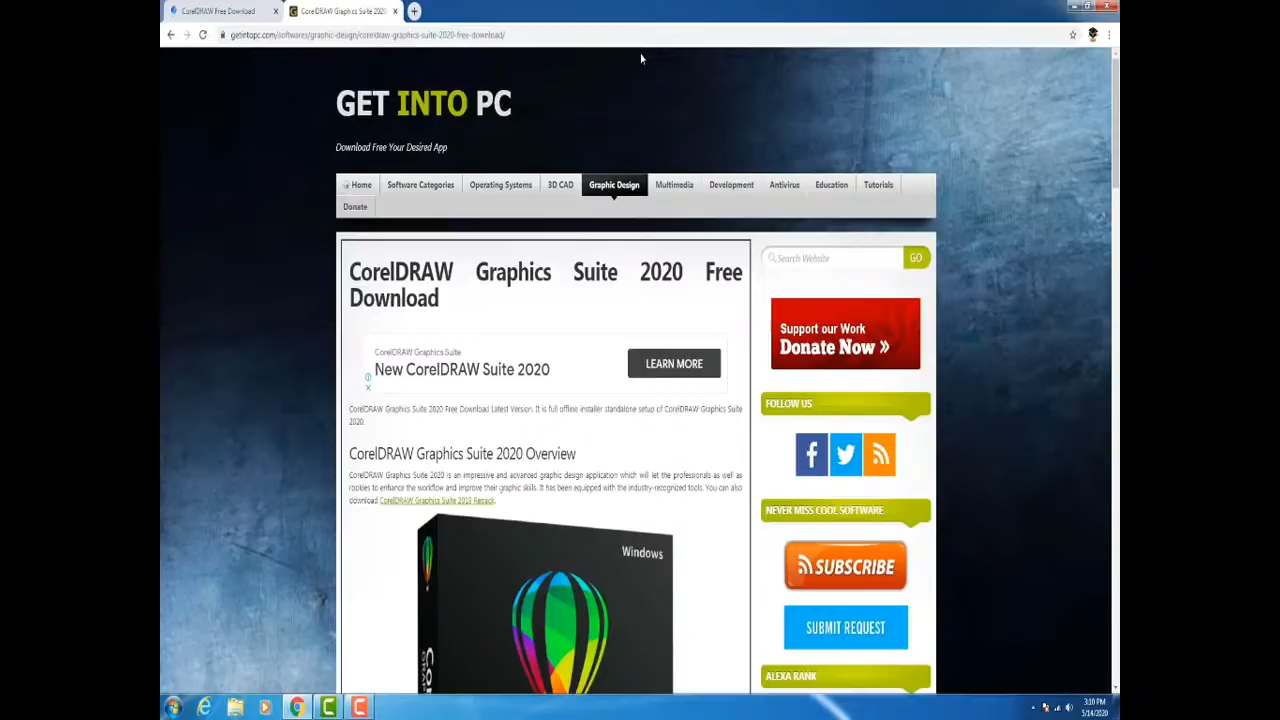 CorelDRAW Free Download
CorelDRAW Graphics Suite 2020
getintopc.com/softwares/graphic-design/coreldraw-graphics-suite-2020-free-download/
GET INTO PC
Download Free Your Desired App
Home Software Categories Operating Systems 3D CAD Graphic Design Multimedia Development Antivirus Education Tutorials
Donate
CorelDRAW Graphics Suite 2020 Free
Download
Search Website GO
CorelDRAW Graphics Suite
New CorelDRAW Suite 2020
LEARN MORE
Support our Work
Donate Now »
CorelDRAW Graphics Suite 2020 Free Download Latest Version. It is full offline installer standalone setup of CorelDRAW Graphics Suite
2020.
FOLLOW US
CorelDRAW Graphics Suite 2020 Overview
CorelDRAW Graphics Suite 2020 is an impressive and advanced graphic design application which will let the professionals as well as
rookies to enhance the workflow and improve their graphic skills. It has been equipped with the industry-recognized tools. You can also
download CorelDRAW Graphics Suite 2019 Repack.
NEVER MISS COOL SOFTWARE
Windows
SUBSCRIBE
SUBMIT REQUEST
ALEXA RANK
3:10 PM
5/14/2020